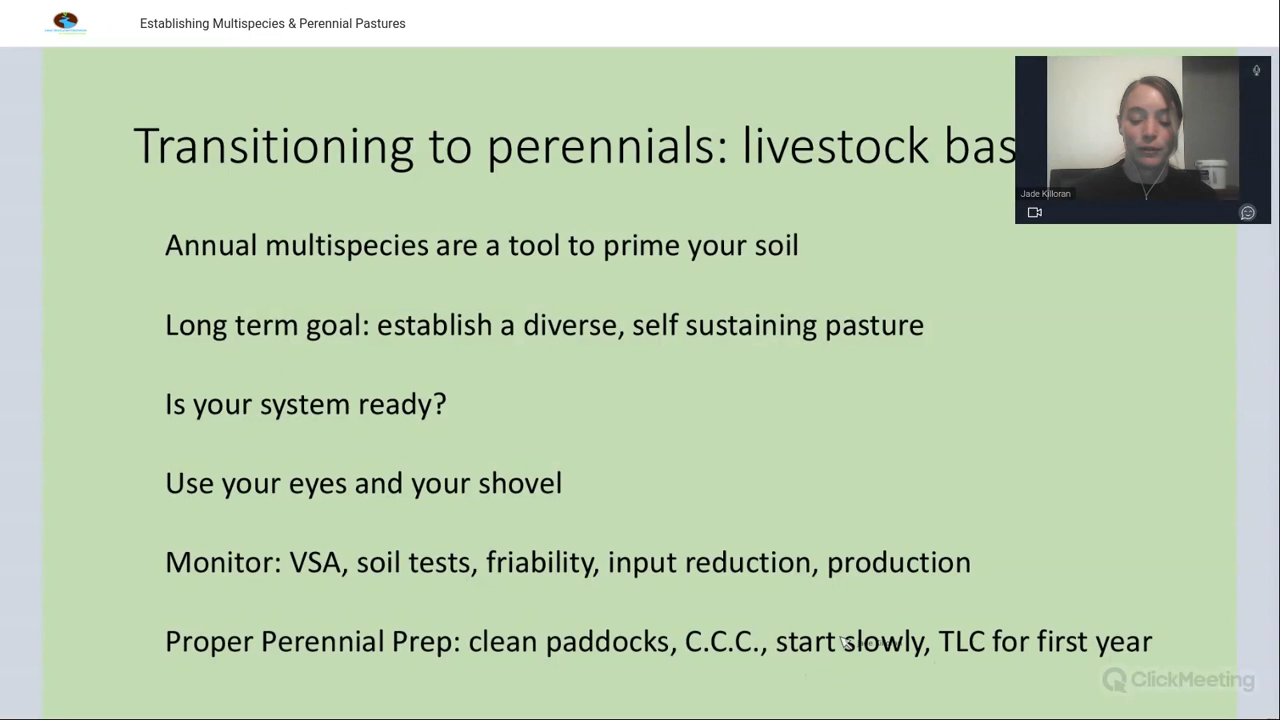 Establishing Multispecies & Perennial Pastures
Transitioning to perennials: livestock bas
Jade Killoran
Annual multispecies are a tool to prime your soil
Long term goal: establish a diverse, self sustaining pasture
Is your system ready?
Use your eyes and your shovel
Monitor: VSA, soil tests, friability, input reduction, production
Proper Perennial Prep: clean paddocks, C.C.C., start slowly, TLC for first year
ClickMeeting